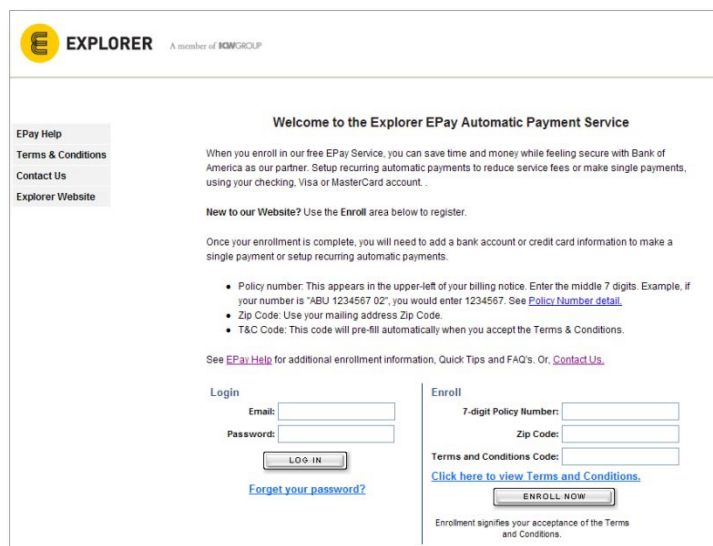 EXPLORER A member of ICWGROUP
EPay Help
Terms & Conditions
Contact Us
Explorer Website
Welcome to the Explorer EPay Automatic Payment Service
When you enroll in our free EPay Service, you can save time and money while feeling secure with Bank of
America as our partner. Setup recurring automatic payments to reduce service fees or make single payments,
using your checking, Visa or MasterCard account. .
New to our Website? Use the Enroll area below to register.
Once your enrollment is complete, you will need to add a bank account or credit card information to make a
single payment or setup recurring automatic payments.
• Policy number: This appears in the upper-left of your billing notice. Enter the middle 7 digits. Example, if
your number is "ABU 1234567 02", you would enter 1234567. See Policy Number detail.
• Zip Code: Use your mailing address Zip Code.
• T&C Code: This code will pre-fill automatically when you accept the Terms & Conditions.
See EPay Help for additional enrollment information, Quick Tips and FAQ's. Or, Contact Us.
Login
Email:
Password:
LOG IN
Forget your password?
Enroll
7-digit Policy Number:
Zip Code:
Terms and Conditions Code:
Click here to view Terms and Conditions.
ENROLL NOW
Enrollment signifies your acceptance of the Terms
and Conditions.